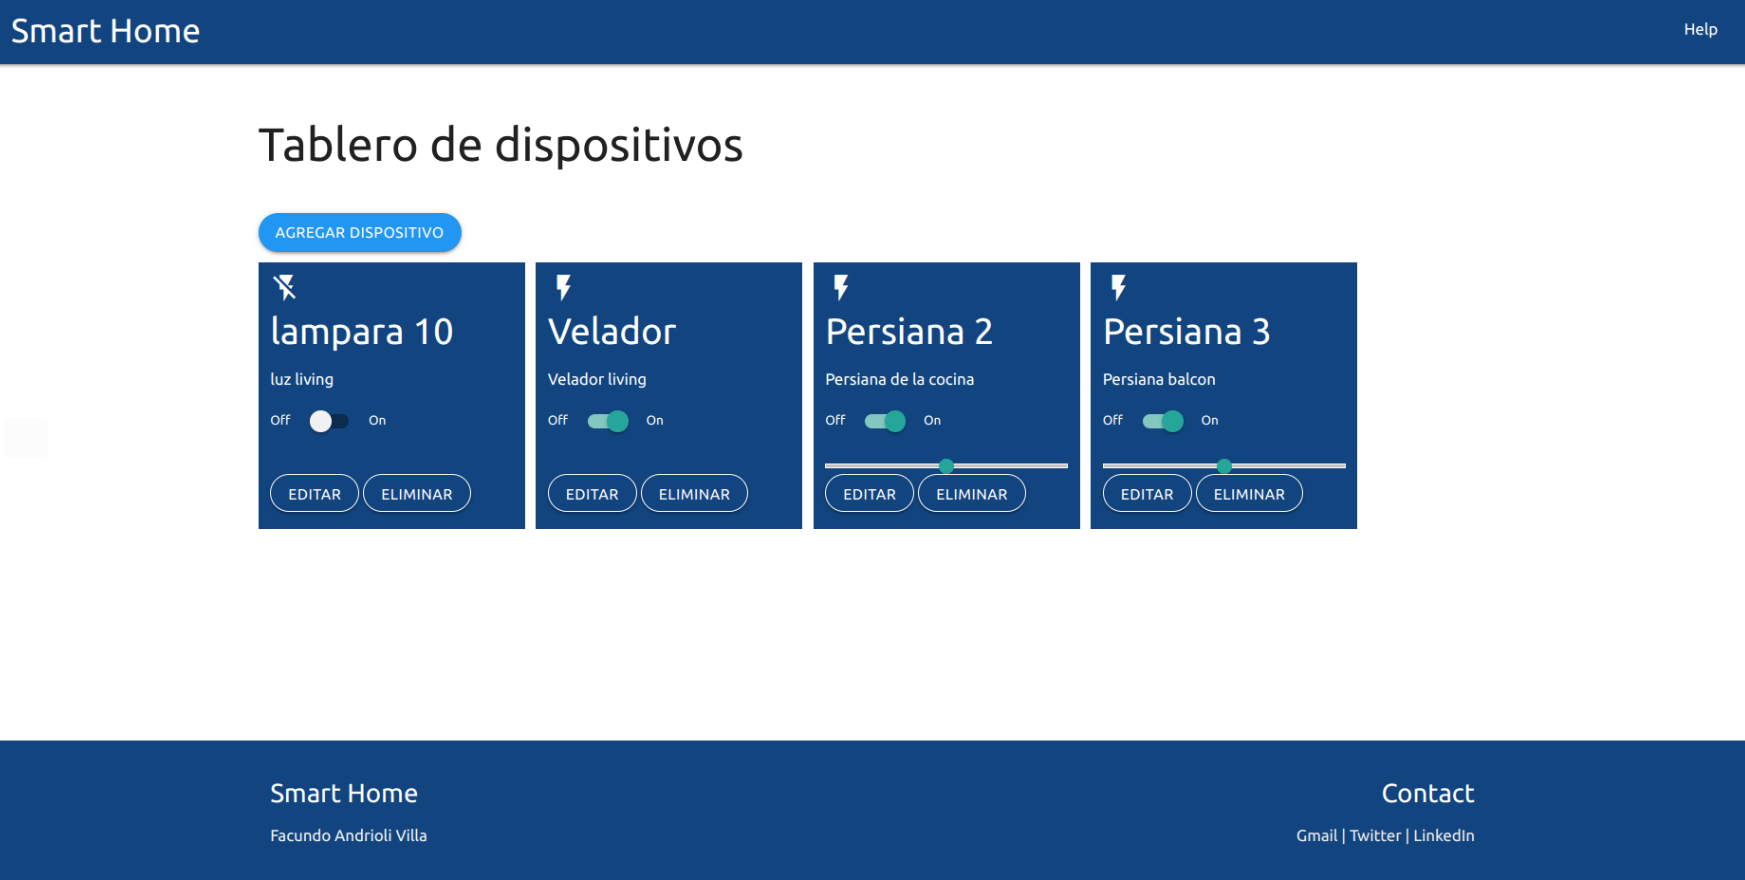 Smart Home
Help
Tablero de dispositivos
AGREGAR DISPOSITIVO
lampara 10
luz living
Off On
EDITAR ELIMINAR
Velador
Velador living
Off On
EDITAR ELIMINAR
Persiana 2
Persiana de la cocina
Off On
EDITAR ELIMINAR
Persiana 3
Persiana balcon
Off On
EDITAR ELIMINAR
Smart Home
Facundo Andrioli Villa
Contact
Gmail | Twitter | LinkedIn